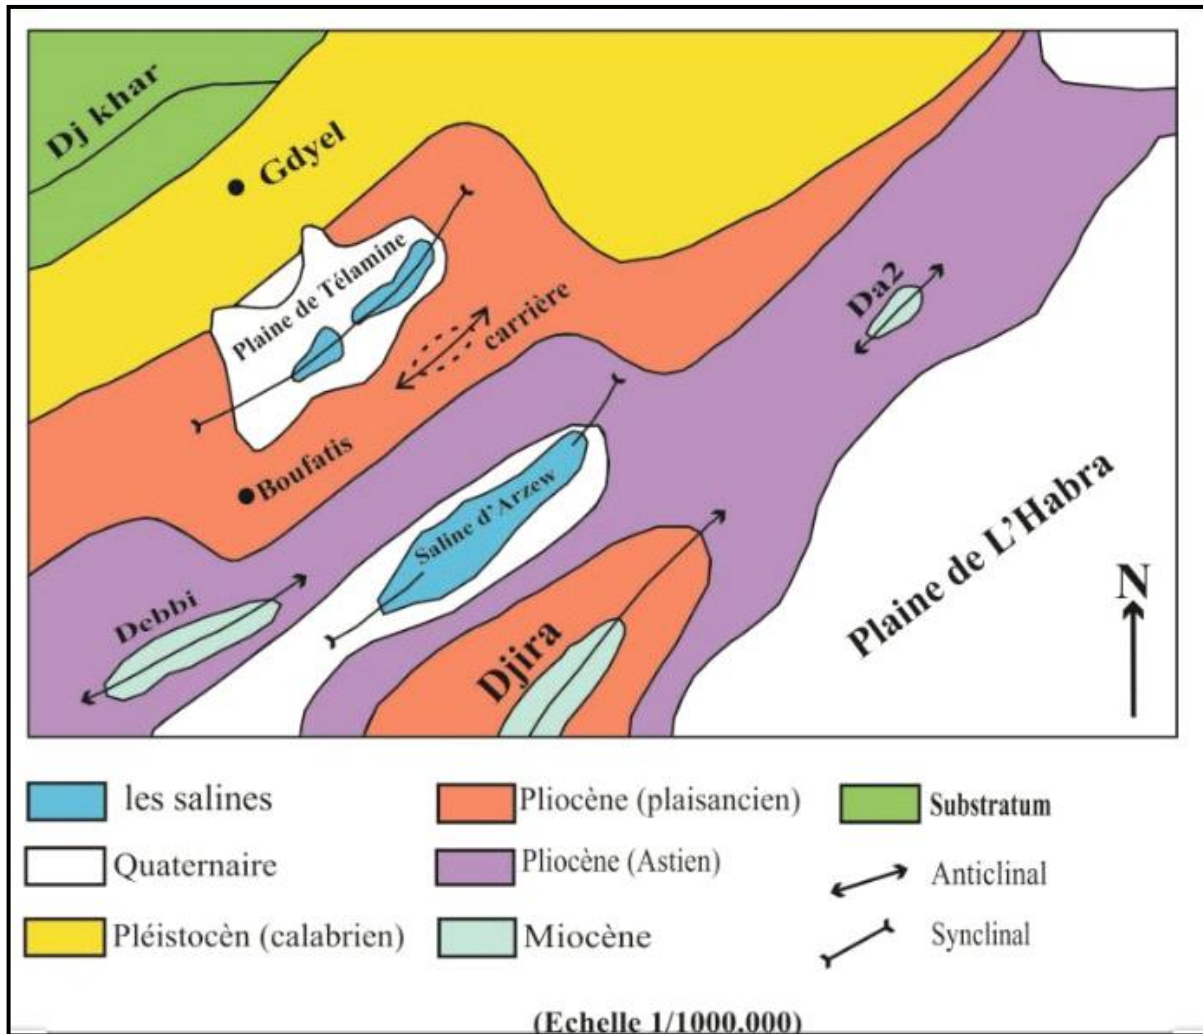 Dj khar
Gdyel
Plaine de Télamine
carrière
Da2
Boufatis
Saline d'Arzew
Debbi
Djira
Plaine de L'Habra
N
les salines
Quaternaire
Pléistocèn (calabrien)
Pliocène (plaisancien)
Pliocène (Astien)
Miocène
Substratum
Anticlinal
Synclinal
(Echelle 1/1000.000)